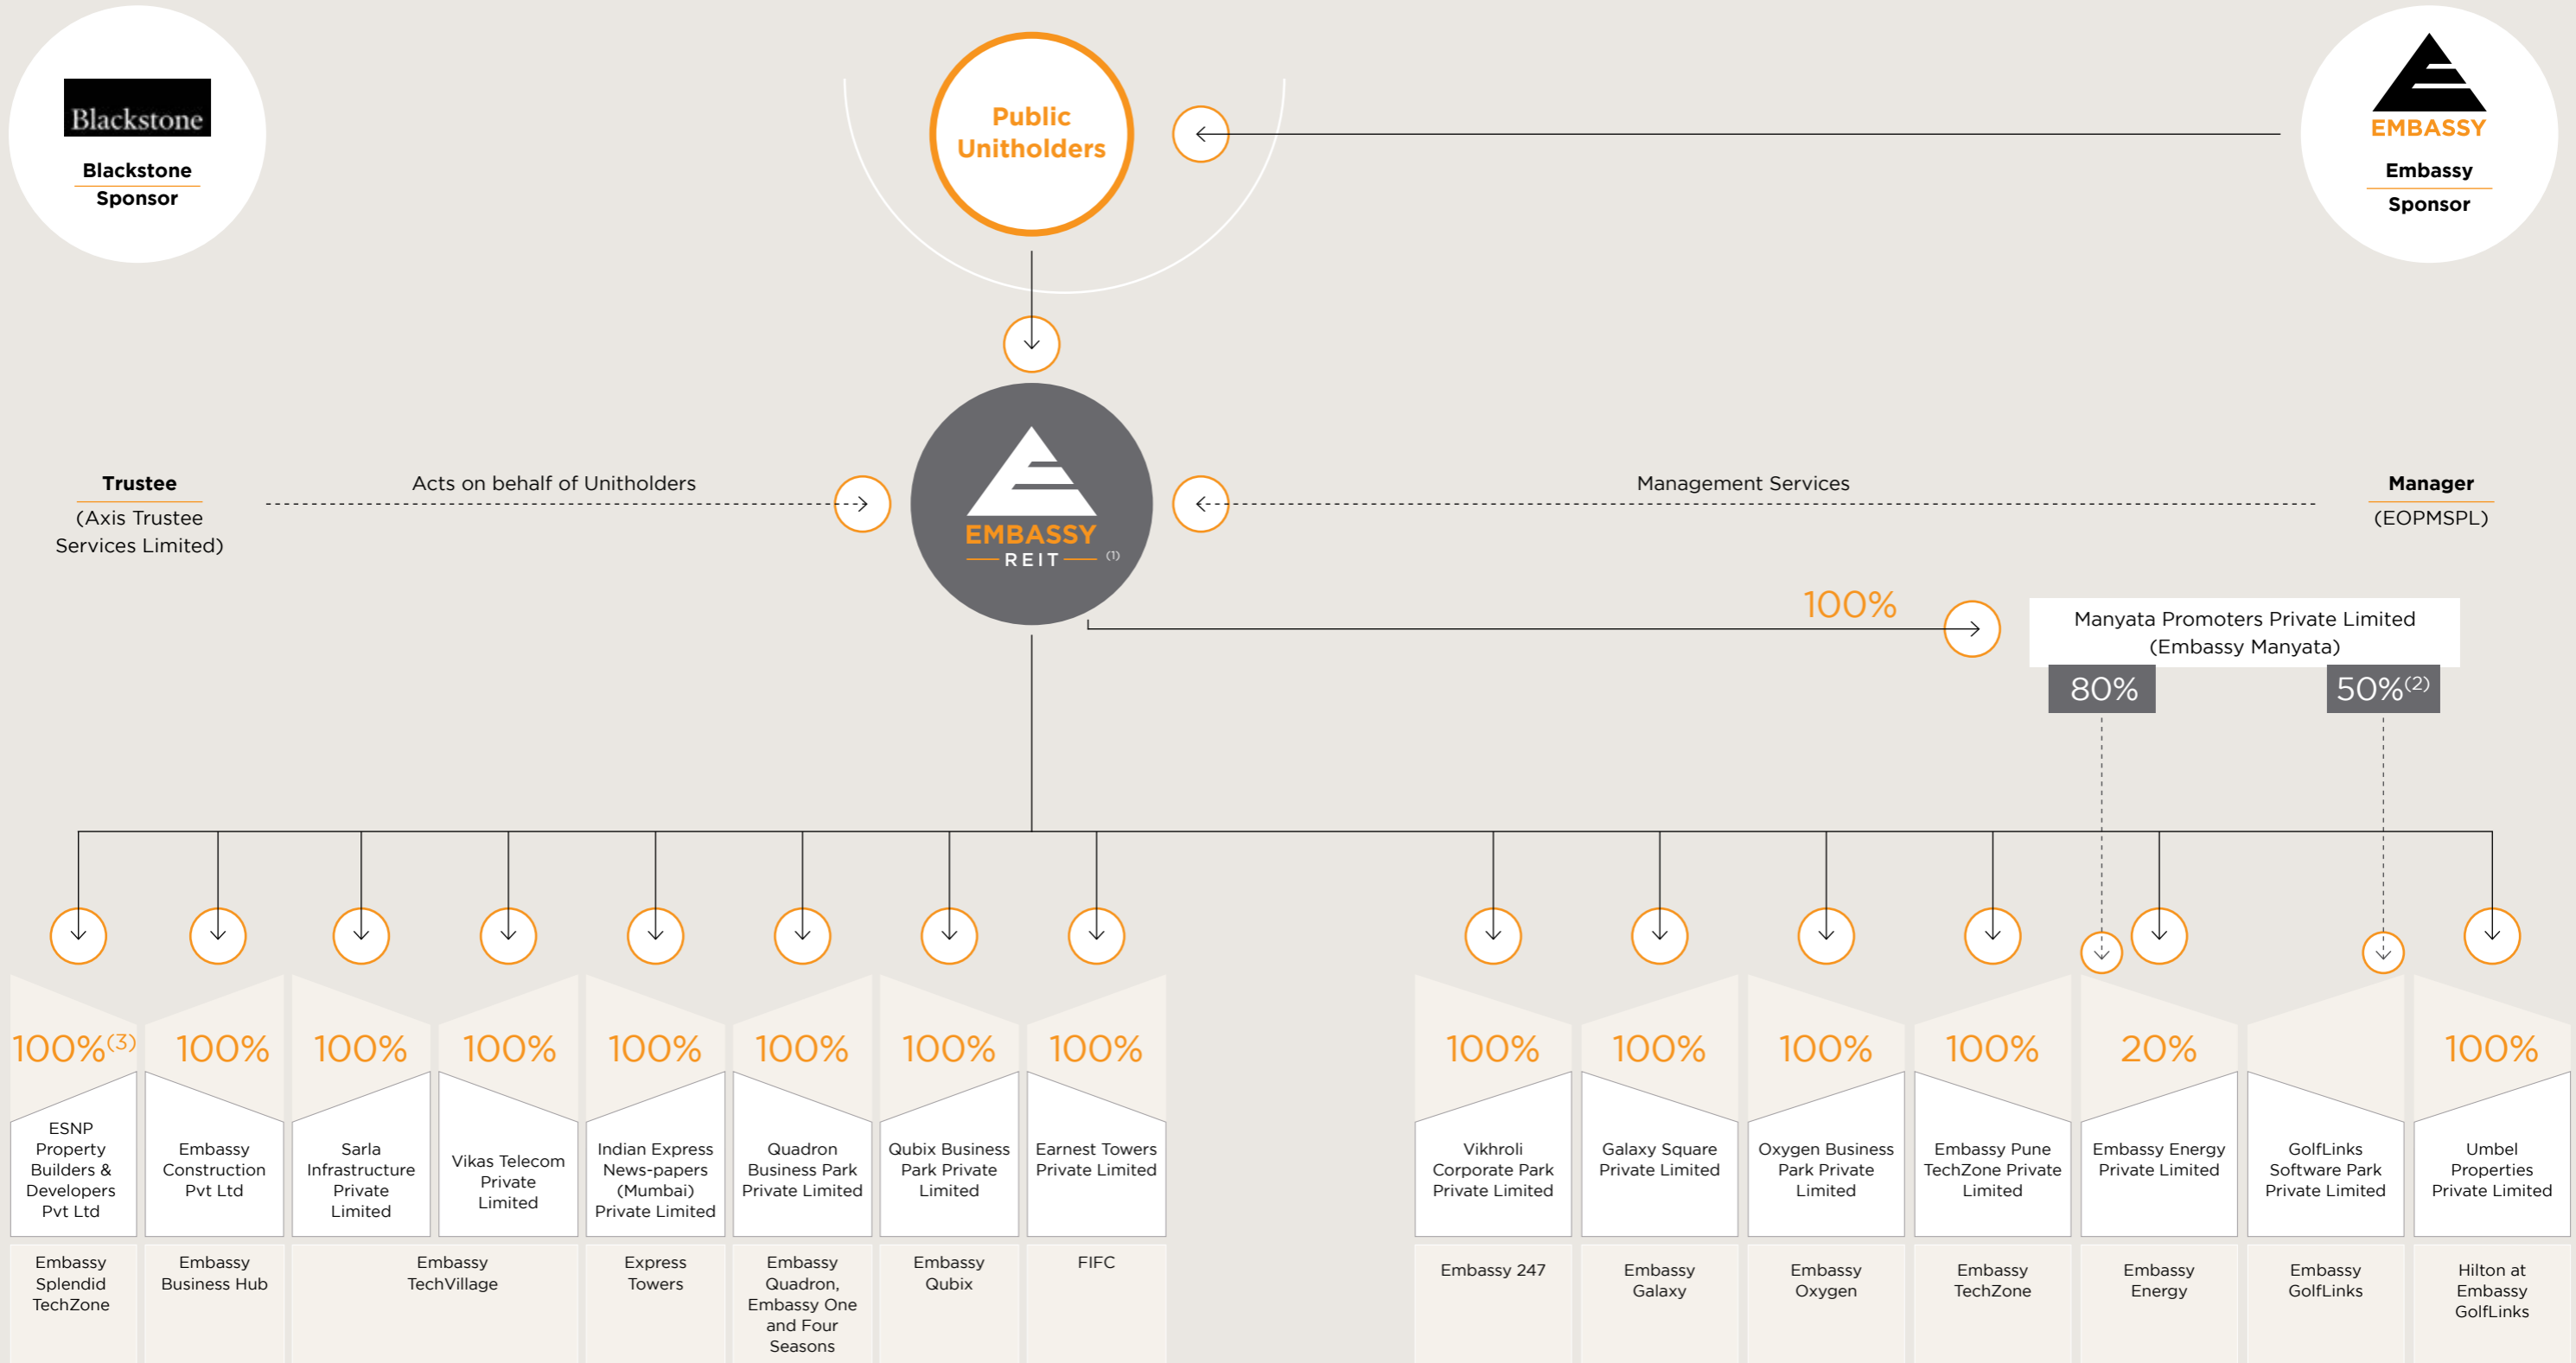 Blackstone
Blackstone
Sponsor
Public
Unitholders
EMBASSY
Embassy
Sponsor
Trustee
(Axis Trustee
Services Limited)
Acts on behalf of Unitholders
EMBASSY
REIT (1)
Management Services
Manager
(EOPMSPL)
100%
Manyata Promoters Private Limited
(Embassy Manyata)
80%
50%(2)
100%(3)
ESNP
Property
Builders &
Developers
Pvt Ltd
Embassy
Splendid
TechZone
100%
Embassy
Construction
Pvt Ltd
Embassy
Business Hub
100%
Sarla
Infrastructure
Private
Limited
100%
Vikas Telecom
Private
Limited
Embassy
TechVillage
100%
Indian Express
News-papers
(Mumbai)
Private Limited
Express
Towers
100%
Quadron
Business Park
Private Limited
Embassy
Quadron,
Embassy One
and Four
Seasons
100%
Qubix Business
Park Private
Limited
Embassy
Qubix
100%
Earnest Towers
Private Limited
FIFC
100%
Vikhroli
Corporate Park
Private Limited
Embassy 247
100%
Galaxy Square
Private Limited
Embassy
Galaxy
100%
Oxygen Business
Park Private
Limited
Embassy
Oxygen
100%
Embassy Pune
TechZone Private
Limited
Embassy
TechZone
20%
Embassy Energy
Private Limited
Embassy
Energy
GolfLinks
Software Park
Private Limited
Embassy
GolfLinks
100%
Umbel
Properties
Private Limited
Hilton at
Embassy
GolfLinks